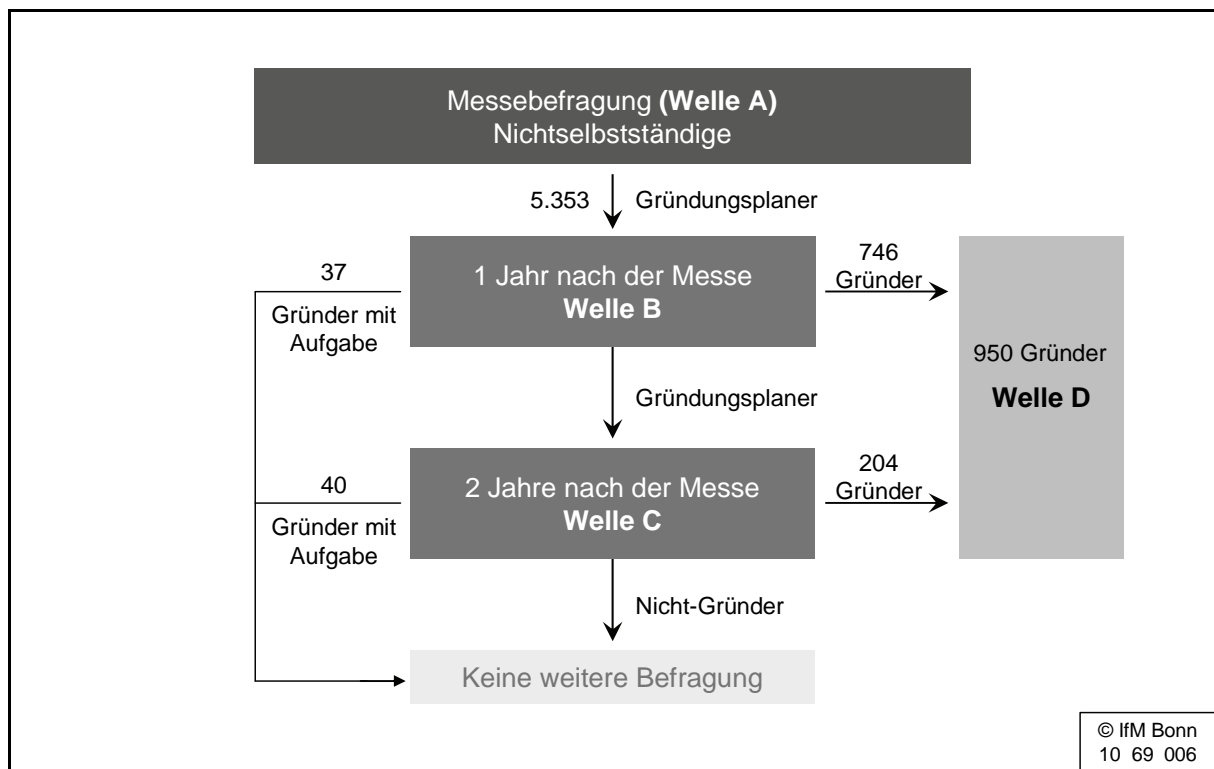 Messebefragung (Welle A)
Nichtselbstständige
5.353
Gründungsplaner
37
Gründer mit
Aufgabe
1 Jahr nach der Messe
Welle B
746
Gründer
950 Gründer
Welle D
Gründungsplaner
40
Gründer mit
Aufgabe
2 Jahre nach der Messe
Welle C
204
Gründer
Nicht-Gründer
Keine weitere Befragung
© IfM Bonn
10 69 006